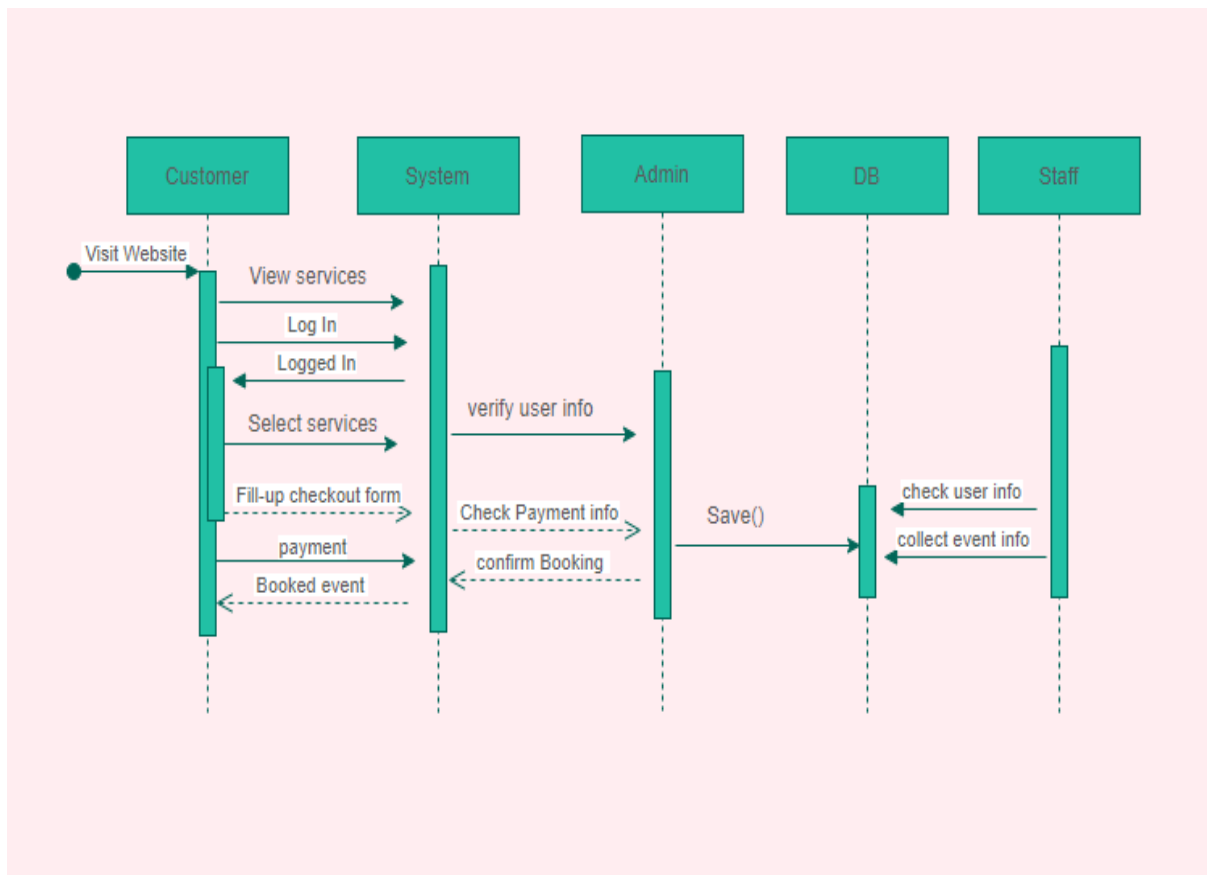 Customer
System
Admin
DB
Staff
Visit Website
View services
Log In
Logged In
Select services
verify user info
Fill-up checkout form
Check Payment info
Save()
check user info
collect event info
payment
confirm Booking
Booked event